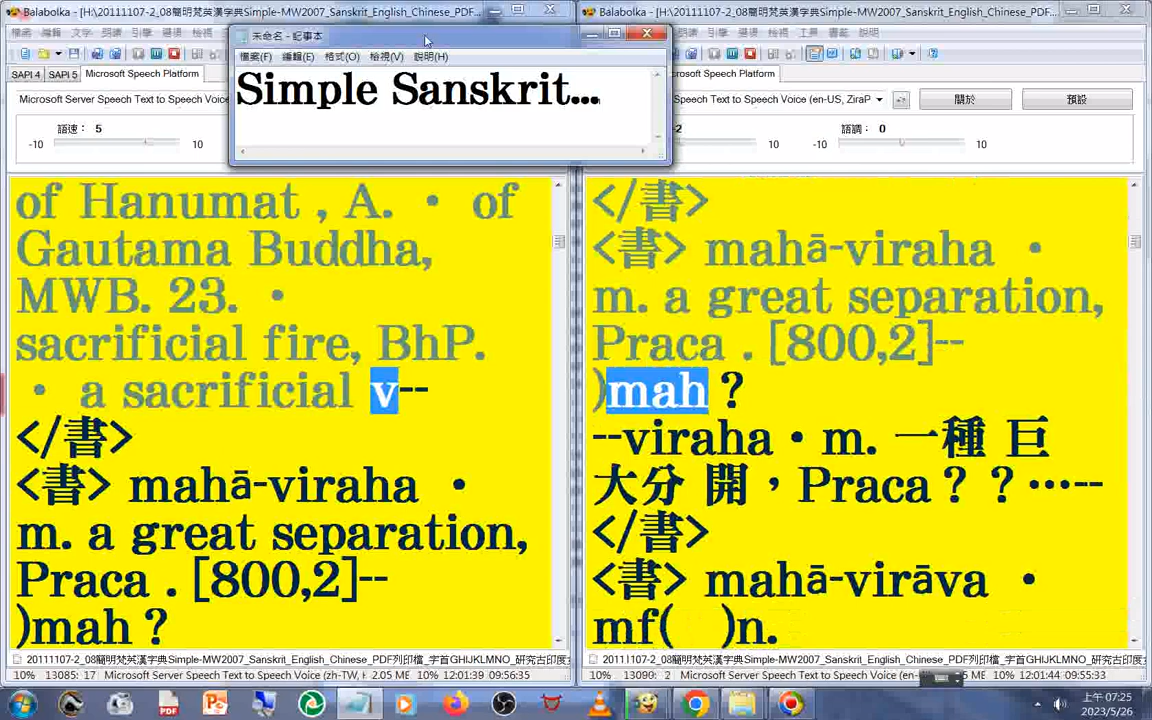 Balabolka - [H:\20111107-2_08簡明梵英漢字典Simple-MW2007_Sanskrit_English_Chinese_PDF...
Balabolka - [H:\20111107-2_08簡明梵英漢字典Simple-MW2007_Sanskrit_English_Chinese_PDF...
未命名 - 記事本
檔案(F) 編輯(E) 格式(O) 檢視(V) 說明(H)
Simple Sanskrit...
SAPI 4 SAPI 5 Microsoft Speech Platform
Speech Platform
Microsoft Server Speech Text to Speech Voice
Speech Text to Speech Voice (en-US, ZiraP
關於 預設
語速： 5
-10 10
-2
10
語調： 0
-10 10
of Hanumat , A. • of
Gautama Buddha,
MWB. 23. •
sacrificial fire, BhP.
• a sacrificial v--
</書>
<書> mahā-viraha •
m. a great separation,
Praca . [800,2]--
)mah？
</書>
<書> mahā-viraha •
m. a great separation,
Praca . [800,2]--
)mah？
--viraha • m. 一種 巨
大分 開，Praca？？…--
</書>
<書> mahā-virāva •
mf( )n.
20111107-2_08簡明梵英漢字典Simple-MW2007_Sanskrit_English_Chinese_PDF列印檔_字首GHIJKLMNO_研究古印度
13085: 17 Microsoft Server Speech Text to Speech Voice (zh-TW, 2.05 ME 10% 12:01:39 09:56:35
20111107-2_08簡明梵英漢字典Simple-MW2007_Sanskrit_English_Chinese_PDF列印檔_字首GHIJKLMNO_研究古印度
13099: 2 Microsoft Server Speech Text to Speech Voice (en- 10% 12:01:44 09:55:33
上午 07:25
2023/5/26